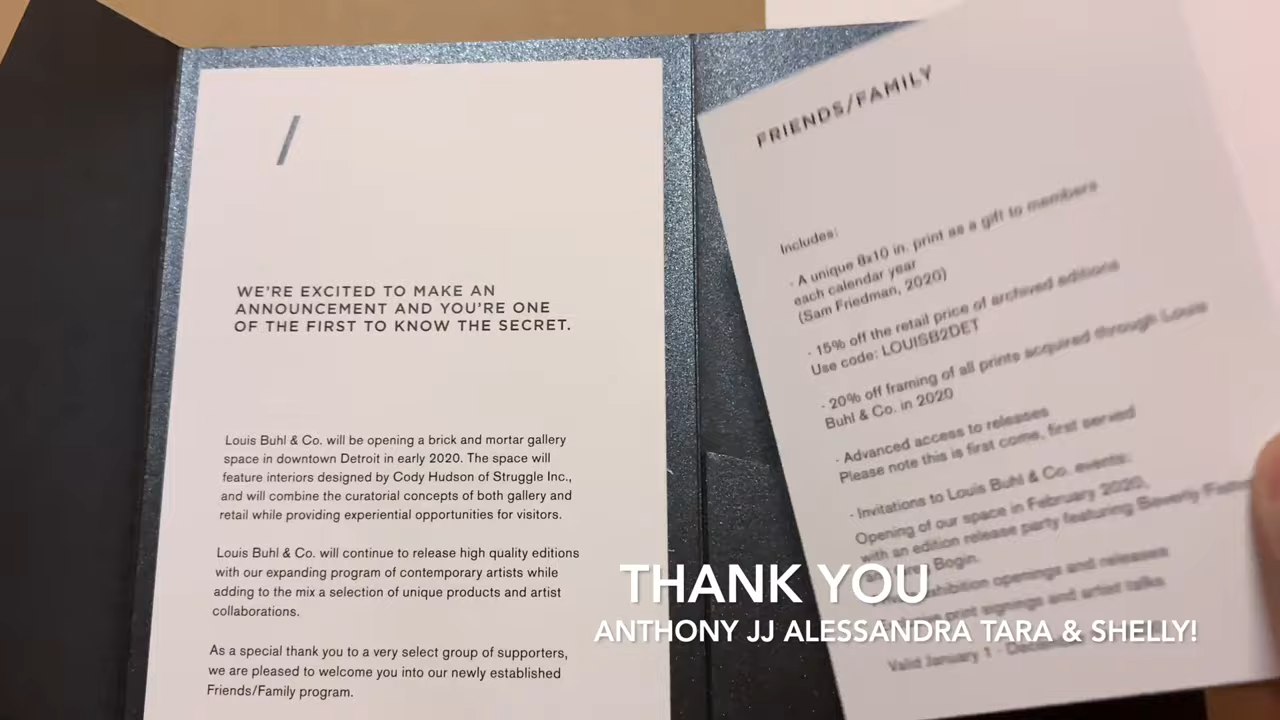 /
WE'RE EXCITED TO MAKE AN
ANNOUNCEMENT AND YOU'RE ONE
OF THE FIRST TO KNOW THE SECRET.
Louis Buhl & Co. will be opening a brick and mortar gallery
space in downtown Detroit in early 2020. The space will
feature interiors designed by Cody Hudson of Struggle Inc.,
and will combine the curatorial concepts of both gallery and
retail while providing experiential opportunities for visitors.
Louis Buhl & Co. will continue to release high quality editions
with our expanding program of contemporary artists while
adding to the mix a selection of unique products and artist
collaborations.
As a special thank you to a very select group of supporters,
we are pleased to welcome you into our newly established
Friends/Family program.
FRIENDS/FAMILY
Includes:
- A unique 8x10 in. print as a gift to members
each calendar year
(Sam Friedman, 2020)
- 15% off the retail price of archived editions
Use code: LOUISB2DET
- 20% off framing of all prints acquired through Louis
Buhl & Co. in 2020
- Advanced access to releases
Please note this is first come, first served
- Invitations to Louis Buhl & Co. events:
Opening of our space in February 2020,
with an edition release party featuring Beverly
Bogin.
exhibition openings and releases
print signings and artist talks
Valid January 1 -
THANK YOU
ANTHONY JJ ALESSANDRA TARA & SHELLY!